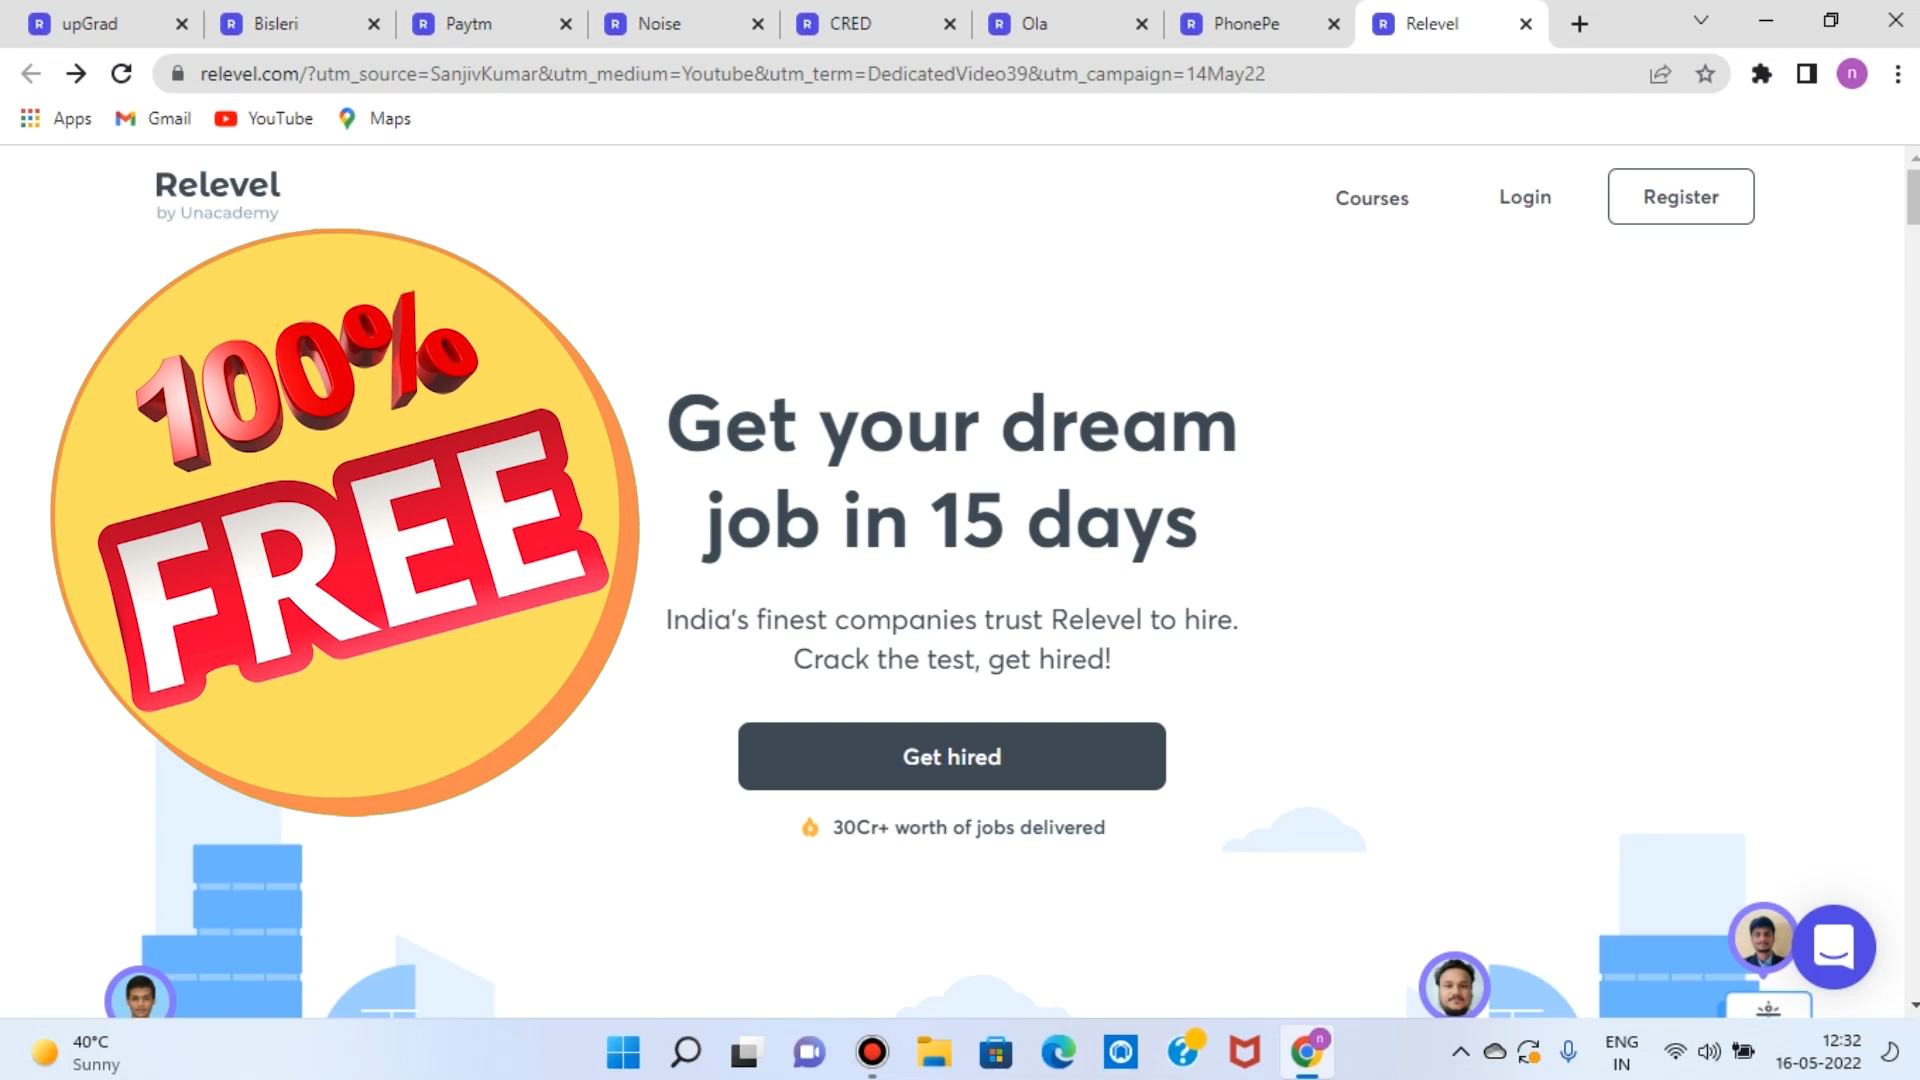 upGrad
Bisleri
Paytm
Noise
CRED
Ola
PhonePe
Relevel
relevel.com/?utm_source=SanjivKumar&utm_medium=Youtube&utm_term=DedicatedVideo39&utm_campaign=14May22
n
Apps
Gmail
YouTube
Maps
Relevel
by Unacademy
Courses
Login
Register
100%
FREE
Get your dream
job in 15 days
India's finest companies trust Relevel to hire.
Crack the test, get hired!
Get hired
30Cr+ worth of jobs delivered
40°C
Sunny
n
ENG
IN
12:32
16-05-2022